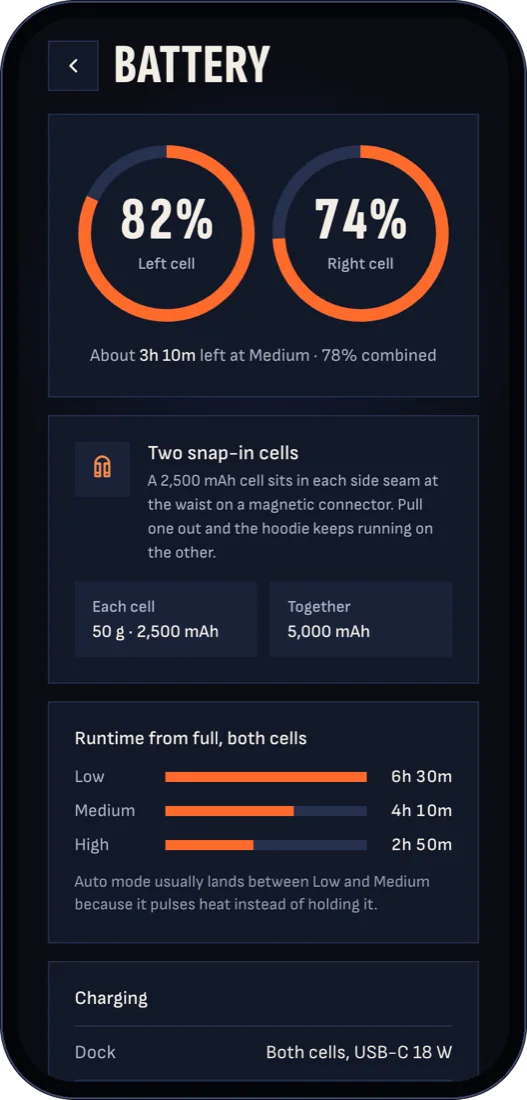 BATTERY
82%
Left cell
74%
Right cell
About 3h 10m left at Medium · 78% combined
Two snap-in cells
A 2,500 mAh cell sits in each side seam at
the waist on a magnetic connector. Pull
one out and the hoodie keeps running on
the other.
Each cell
50 g · 2,500 mAh
Together
5,000 mAh
Runtime from full, both cells
Low 6h 30m
Medium 4h 10m
High 2h 50m
Auto mode usually lands between Low and Medium
because it pulses heat instead of holding it.
Charging
Dock Both cells, USB-C 18 W